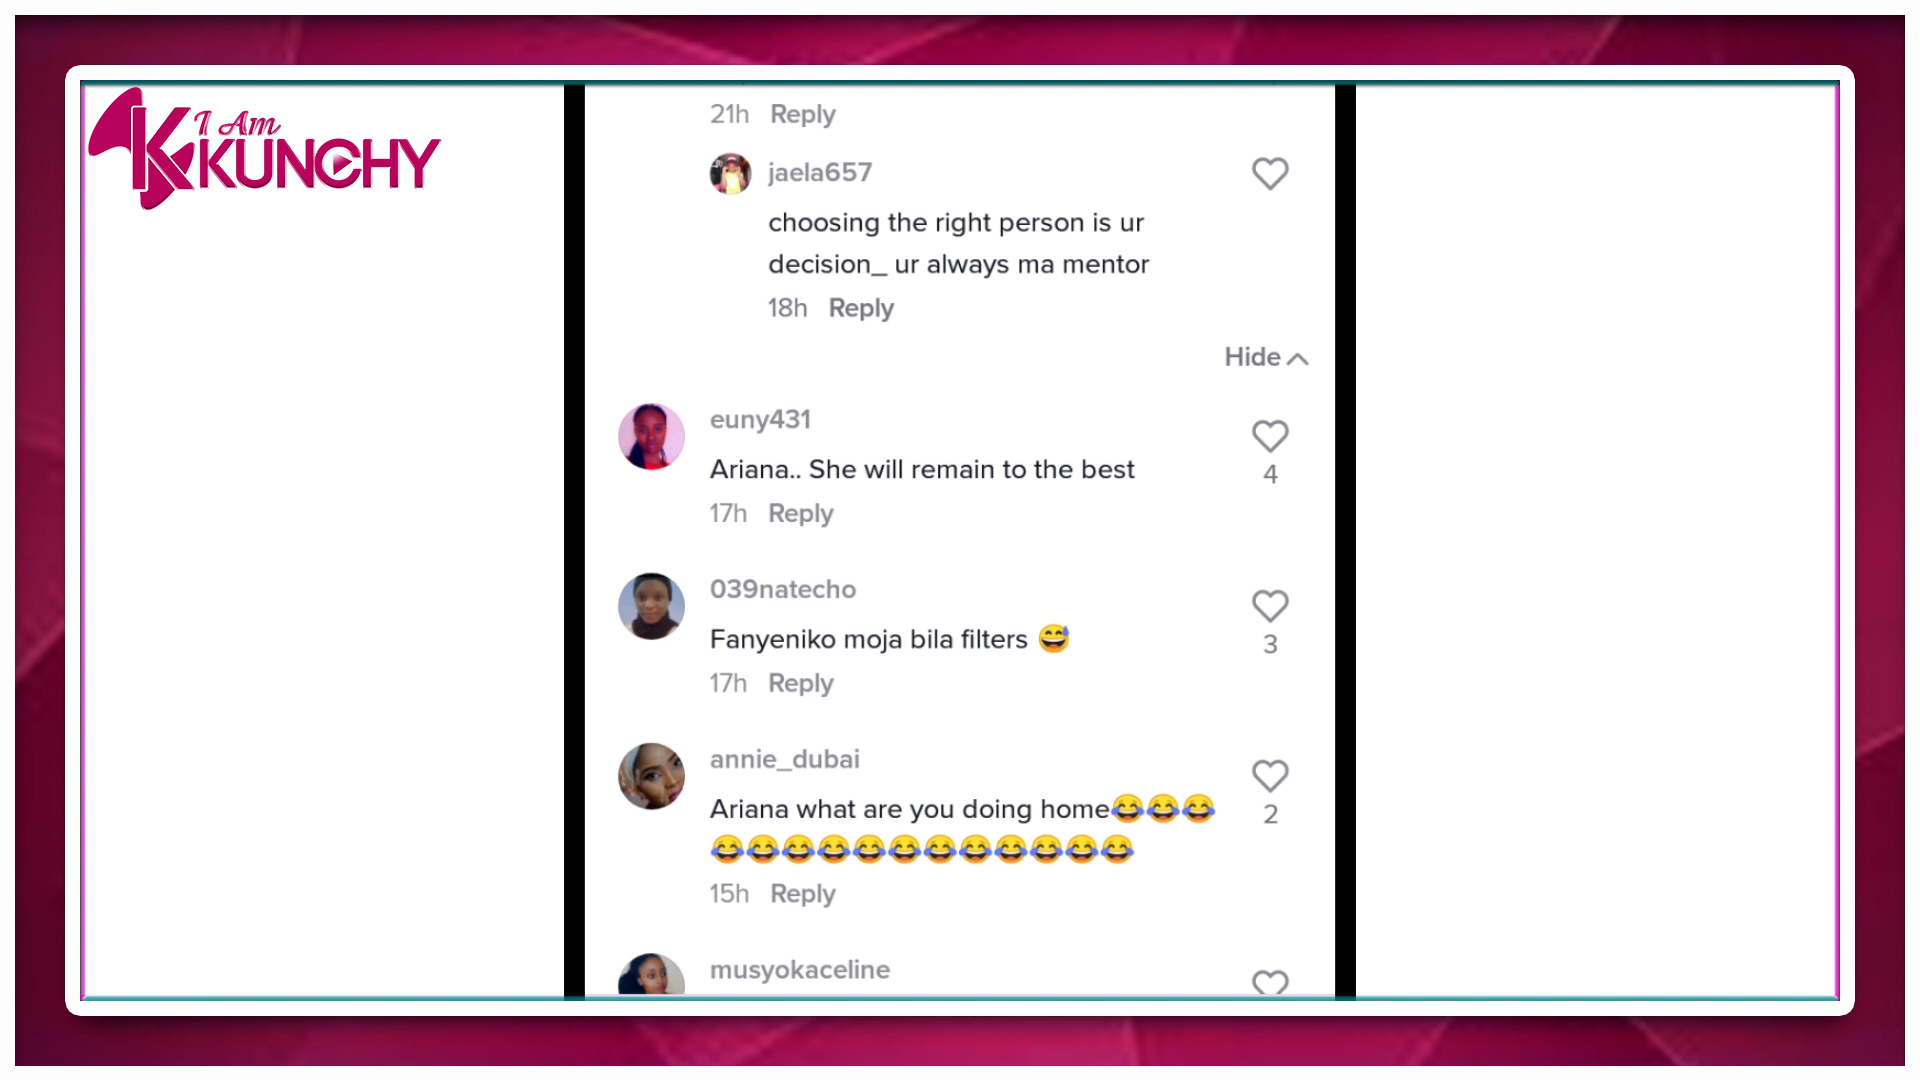 I Am
KUNCHY
21h Reply
jaela657
choosing the right person is ur
decision_ ur always ma mentor
18h Reply
Hide
euny431
Ariana.. She will remain to the best
4
17h Reply
039natecho
Fanyeniko moja bila filters 😅
3
17h Reply
annie_dubai
Ariana what are you doing home😂😂😂
2
😂😂😂😂😂😂😂😂😂😂😂😂
15h Reply
musyokaceline